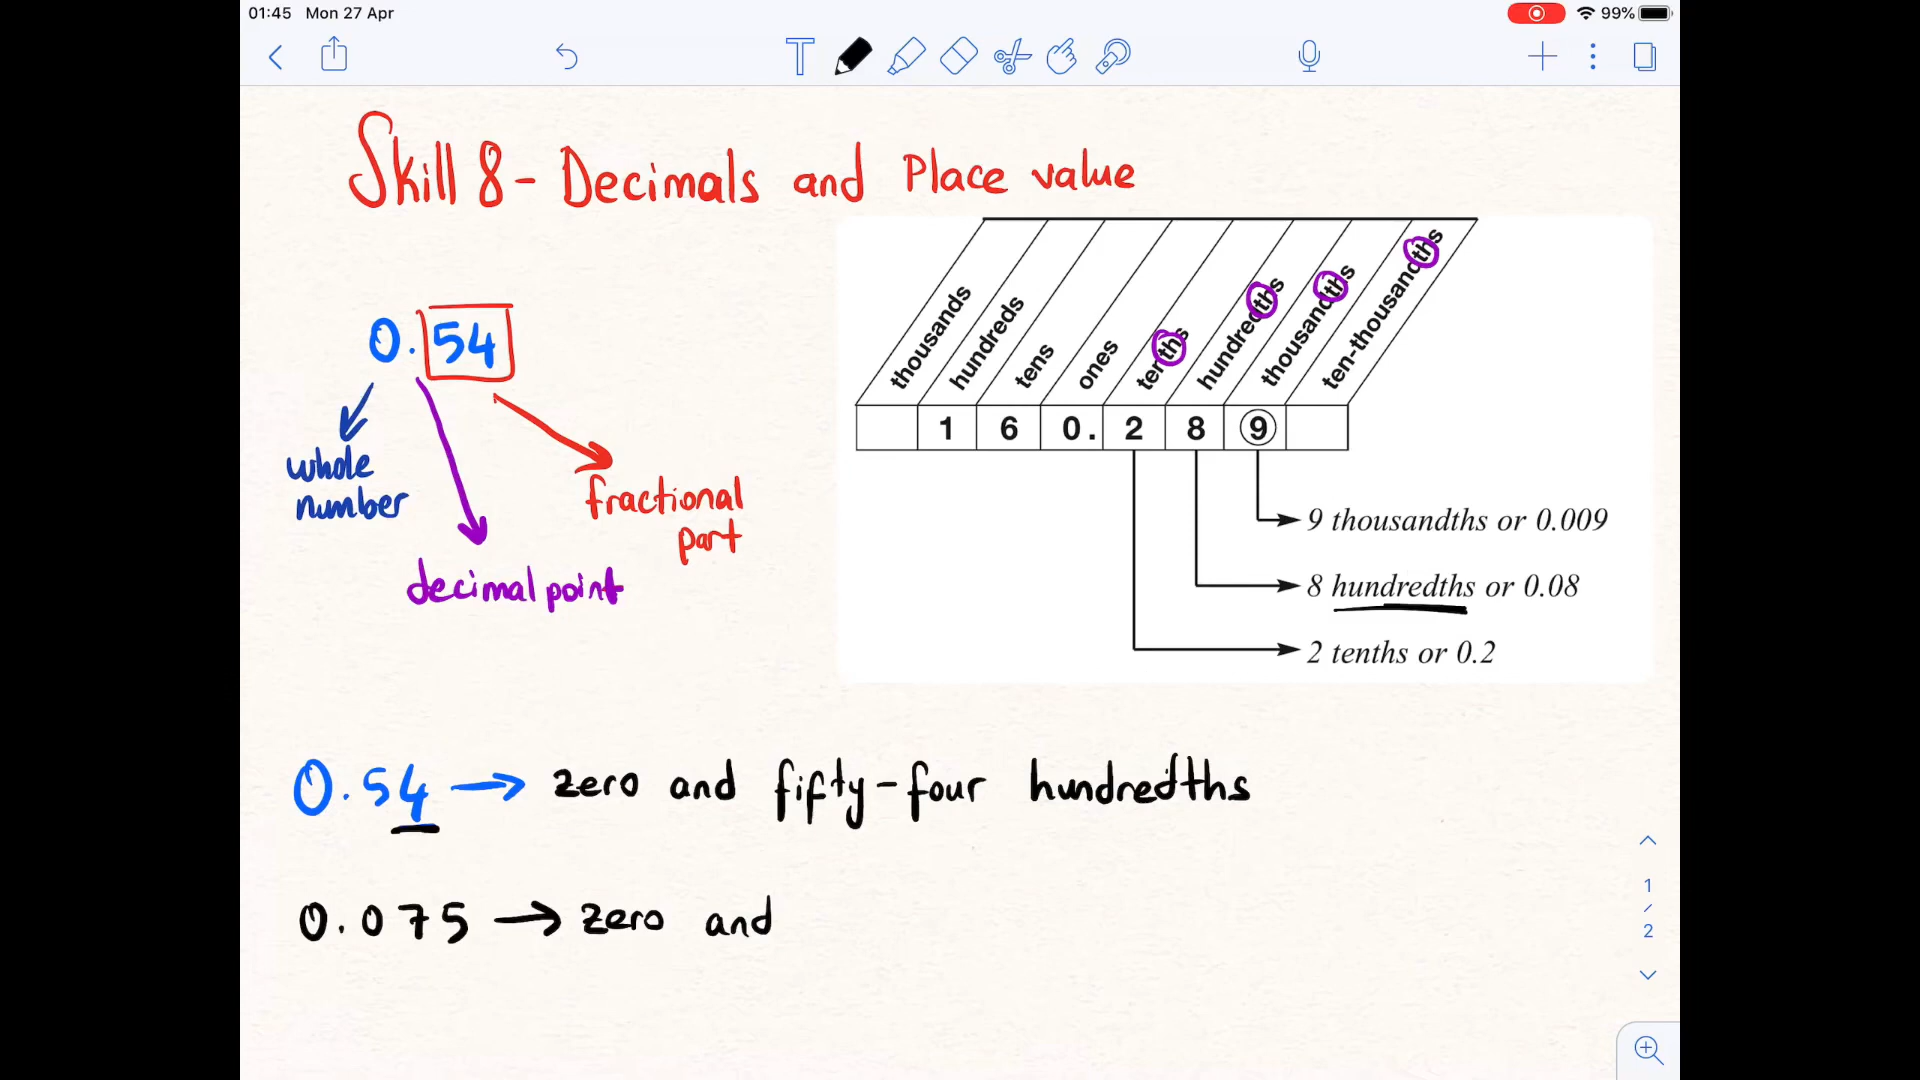 01:45 Mon 27 Apr
99%
T
Skill 8- Decimals and Place value
thousands
hundreds
tens
ones
tenths
hundredths
thousandths
ten-thousandths
1 6 0. 2 8 9
9 thousandths or 0.009
8 hundredths or 0.08
2 tenths or 0.2
0.54
whole
number
decimal point
fractional
part
0.54 → zero and fifty-four hundredths
0.075 → zero and
1
2